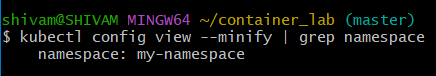 shivam@SHIVAM MINGW64 ~/container_lab (master)
$ kubectl config view --minify | grep namespace
    namespace: my-namespace